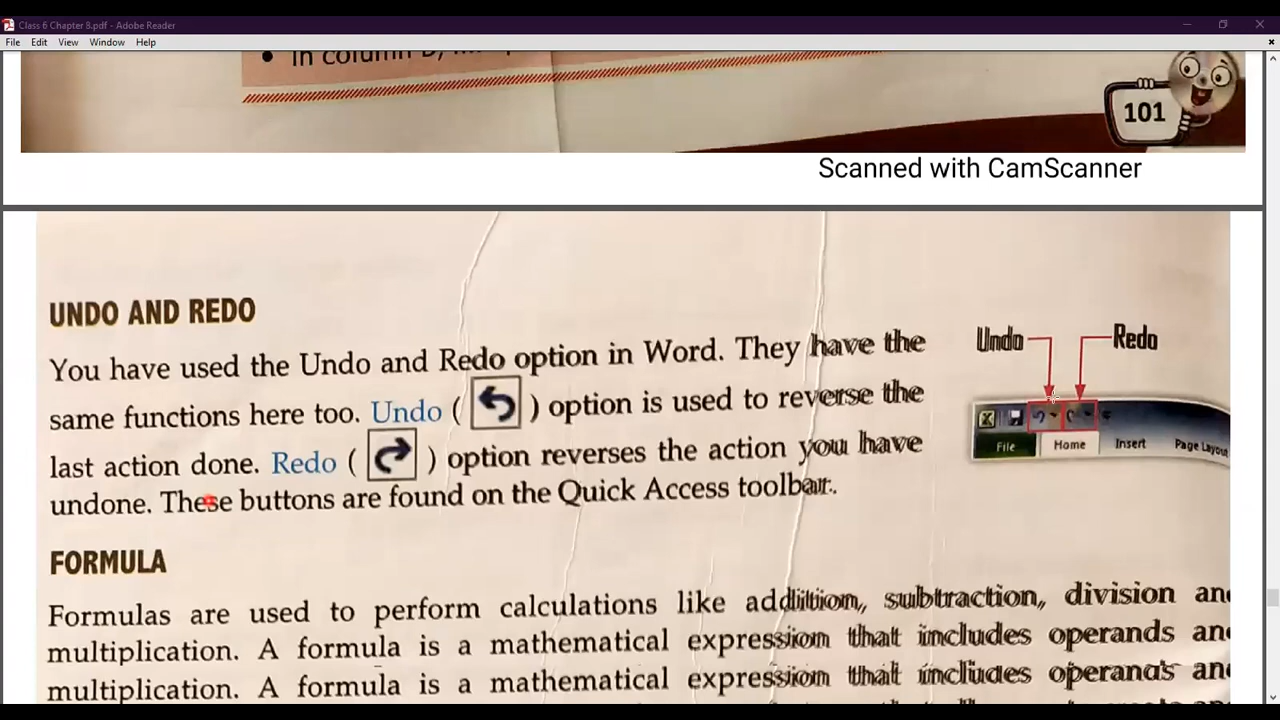 Class 6 Chapter 8.pdf - Adobe Reader
File Edit View Window Help
In column
101
Scanned with CamScanner
UNDO AND REDO
You have used the Undo and Redo option in Word. They have the
same functions here too. Undo ( ) option is used to reverse the
last action done. Redo ( ) option reverses the action you have
undone. These buttons are found on the Quick Access toolbar.
Undo Redo
File Home Insert Page Layout
FORMULA
Formulas are used to perform calculations like addition, subtraction, division an
multiplication. A formula is a mathematical expression that includes operands an
multiplication. A formula is a mathematical expression that includes operands an